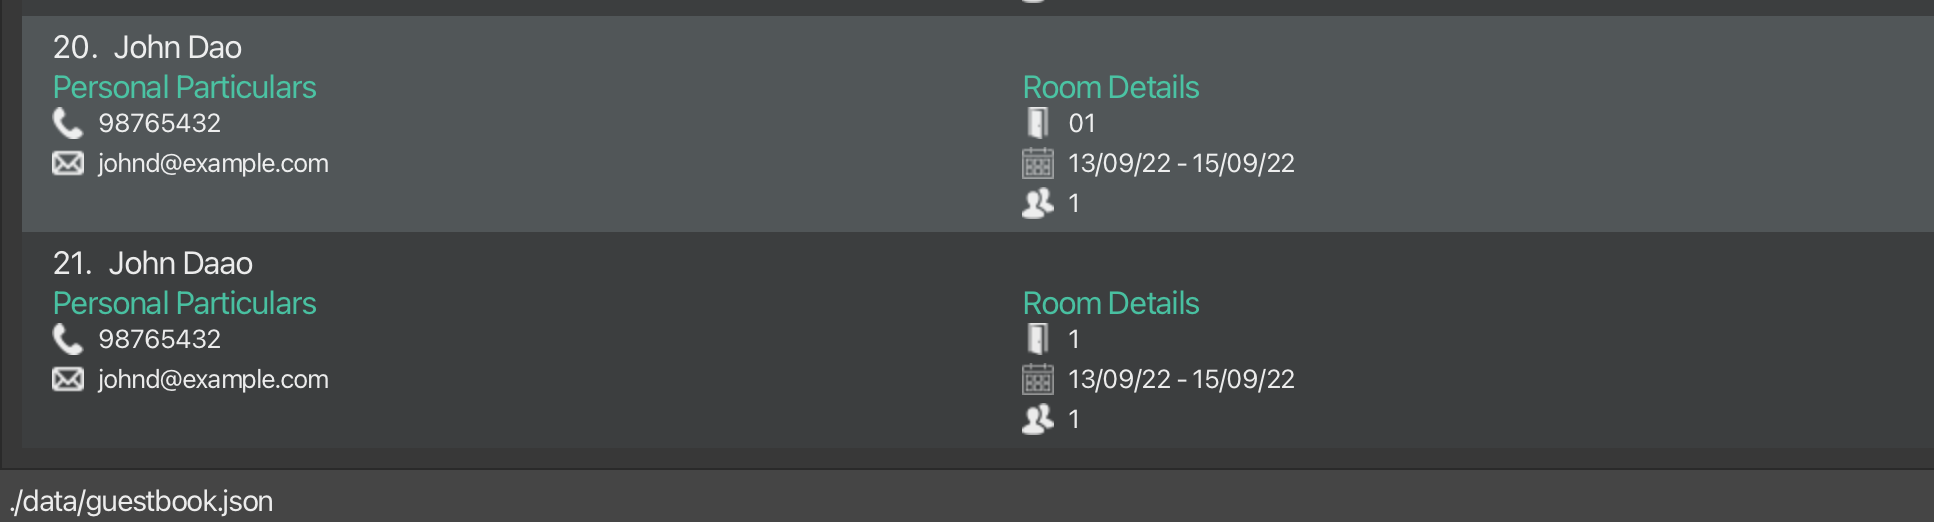 20. John Dao
Personal Particulars
98765432
johnd@example.com
Room Details
01
13/09/22 - 15/09/22
1
21. John Daao
Personal Particulars
98765432
johnd@example.com
Room Details
1
13/09/22 - 15/09/22
1
./data/guestbook.json